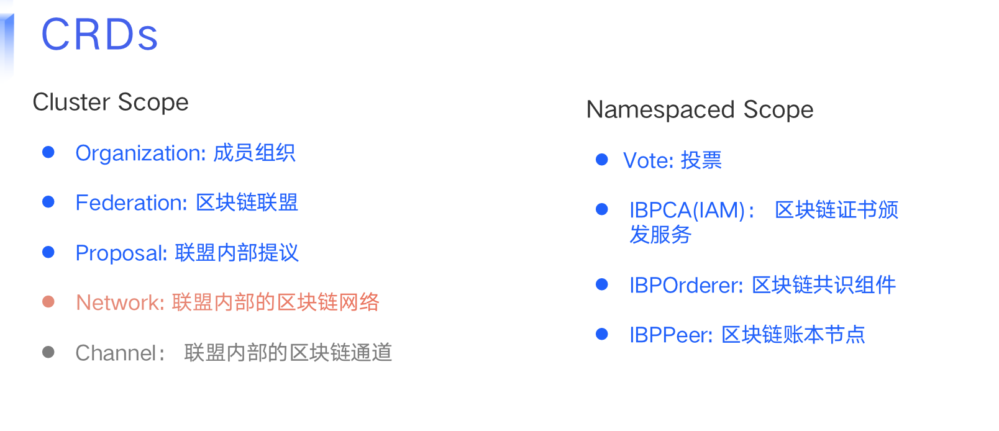 CRDs
Cluster Scope
Organization: 成员组织
Federation: 区块链联盟
Proposal: 联盟内部提议
Network: 联盟内部的区块链网络
Channel： 联盟内部的区块链通道
Namespaced Scope
Vote: 投票
IBPCA(IAM)： 区块链证书颁
发服务
IBPOrderer: 区块链共识组件
IBPPeer: 区块链账本节点